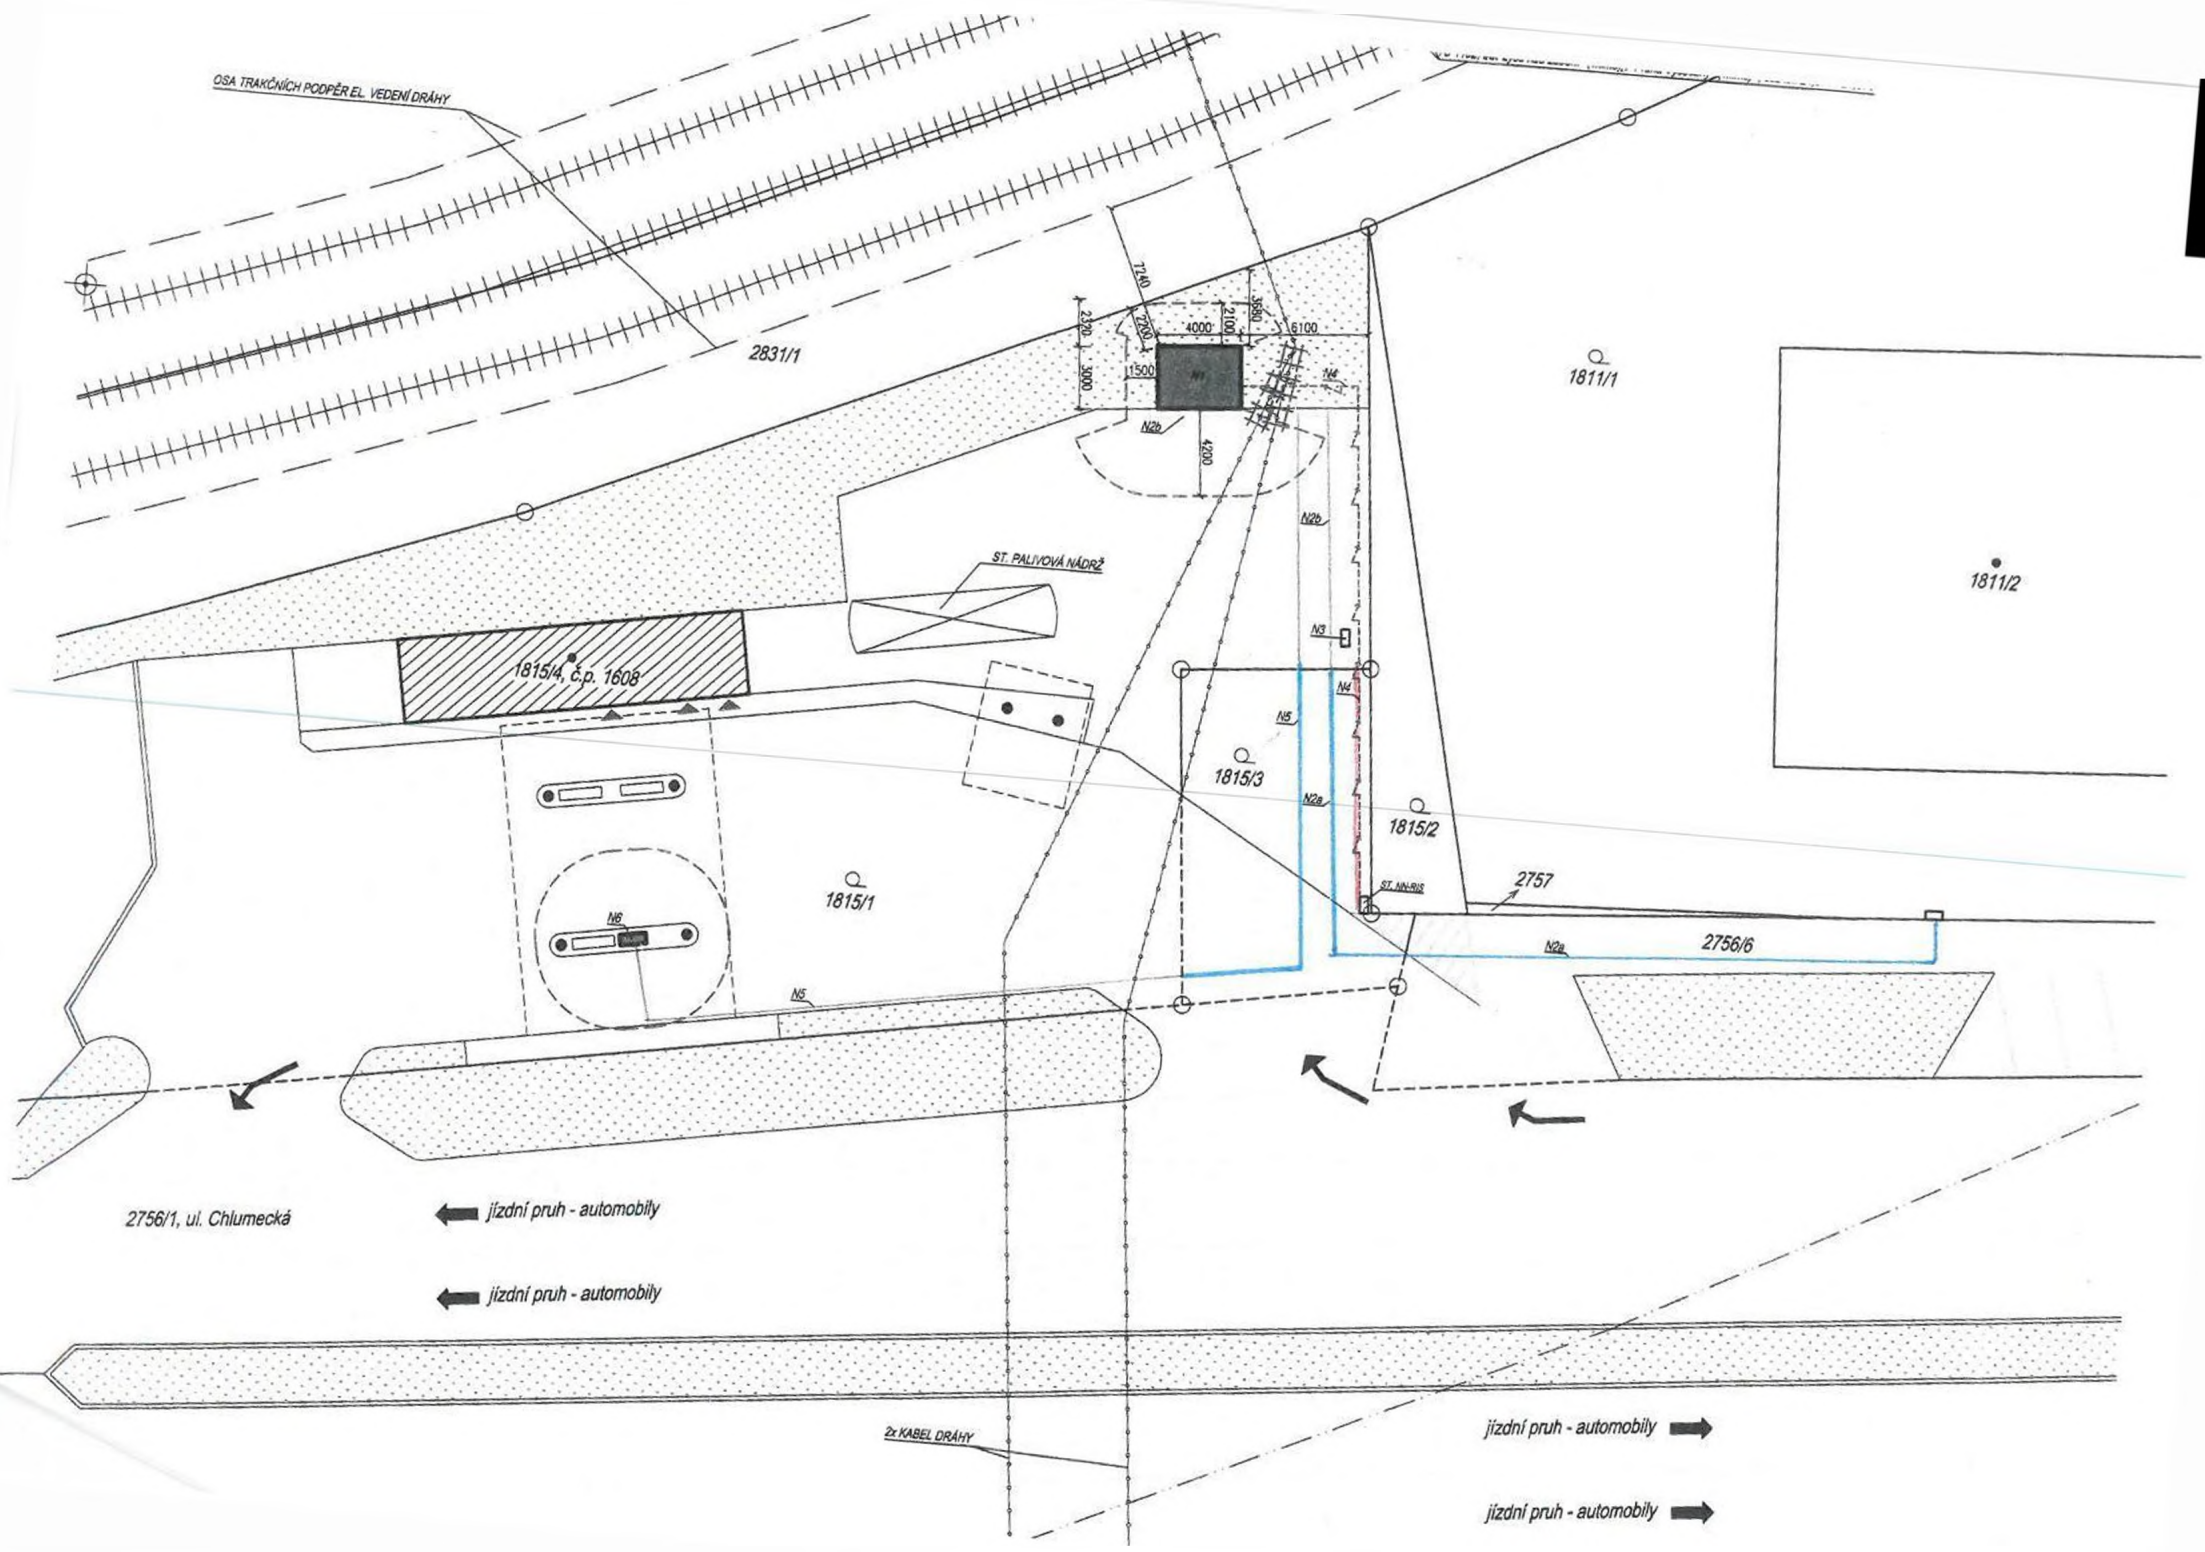 OSA TRAKČNÍCH PODPĚR EL. VEDENÍ DRÁHY
2831/1
7240
2320
2200
4000
2100
3680
6100
3000
1500
N1
N4
N2b
4200
1811/1
1811/2
N2b
ST. PALIVOVÁ NÁDRŽ
N3
1815/4, č.p. 1608
N4
N5
1815/3
N2a
1815/2
ST. NN-RIS
2757
1815/1
N6
N2a
2756/6
N5
2756/1, ul. Chlumecká
jízdní pruh - automobily
jízdní pruh - automobily
2x KABEL DRÁHY
jízdní pruh - automobily
jízdní pruh - automobily